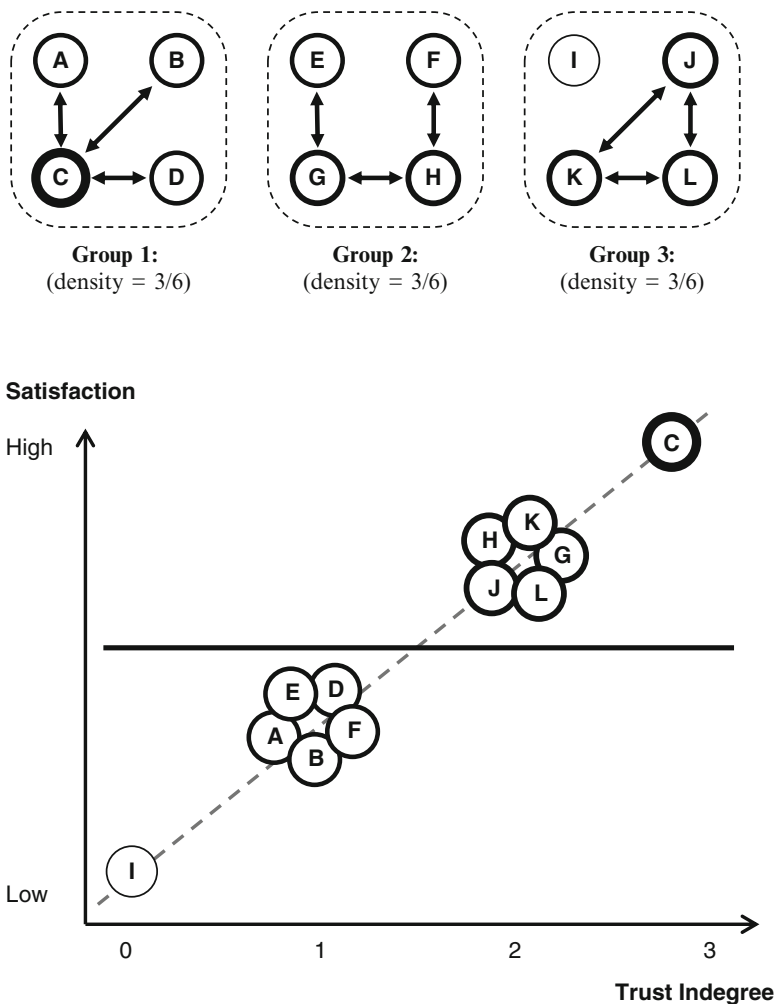 A B E F I J
C D G H K L
Group 1: Group 2: Group 3:
(density = 3/6) (density = 3/6) (density = 3/6)
Satisfaction
High
C
K
H
G
J L
E D
A F
B
I
Low
0 1 2 3
Trust Indegree